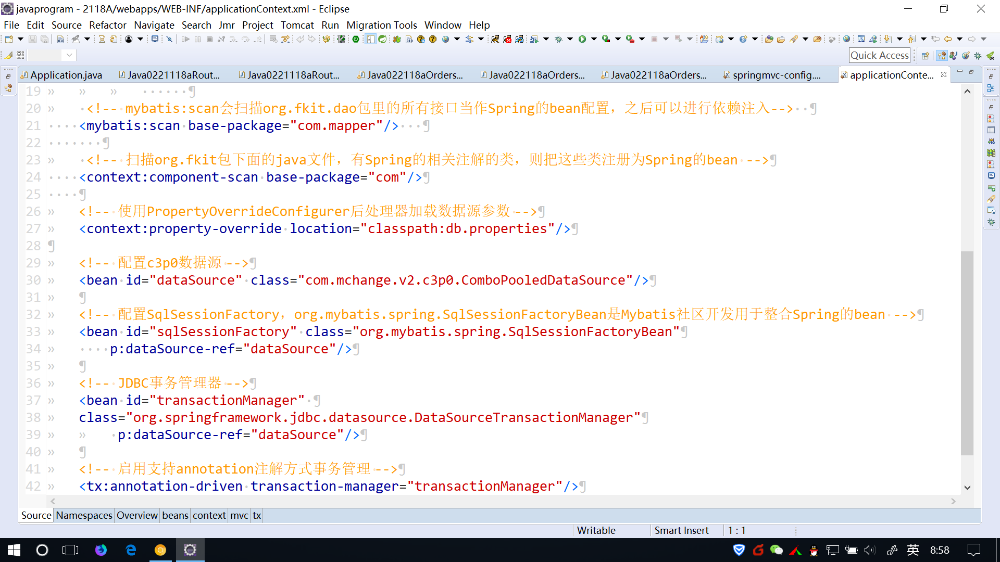 javaprogram - 2118A/webapps/WEB-INF/applicationContext.xml - Eclipse
File Edit Source Refactor Navigate Search Jmr Project Tomcat Run Migration Tools Window Help
Quick Access
Application.java Java0221118aRout... Java0221118aRout... Java022118aOrders... Java022118aOrders... Java022118aOrders... springmvc-config.... applicationConte...
19
20 <!-- mybatis:scan会扫描org.fkit.dao包里的所有接口当作Spring的bean配置，之后可以进行依赖注入-->
21 <mybatis:scan base-package="com.mapper"/>
22
23 <!-- 扫描org.fkit包下面的java文件，有Spring的相关注解的类，则把这些类注册为Spring的bean -->
24 <context:component-scan base-package="com"/>
25
26 <!-- 使用PropertyOverrideConfigurer后处理器加载数据源参数 -->
27 <context:property-override location="classpath:db.properties"/>
28
29 <!-- 配置c3p0数据源 -->
30 <bean id="dataSource" class="com.mchange.v2.c3p0.ComboPooledDataSource"/>
31
32 <!-- 配置SqlSessionFactory，org.mybatis.spring.SqlSessionFactoryBean是Mybatis社区开发用于整合Spring的bean -->
33 <bean id="sqlSessionFactory" class="org.mybatis.spring.SqlSessionFactoryBean"
34 p:dataSource-ref="dataSource"/>
35
36 <!-- JDBC事务管理器 -->
37 <bean id="transactionManager"
38 class="org.springframework.jdbc.datasource.DataSourceTransactionManager"
39 p:dataSource-ref="dataSource"/>
40
41 <!-- 启用支持annotation注解方式事务管理 -->
42 <tx:annotation-driven transaction-manager="transactionManager"/>
Source Namespaces Overview beans context mvc tx
Writable Smart Insert 1 : 1
英 8:58